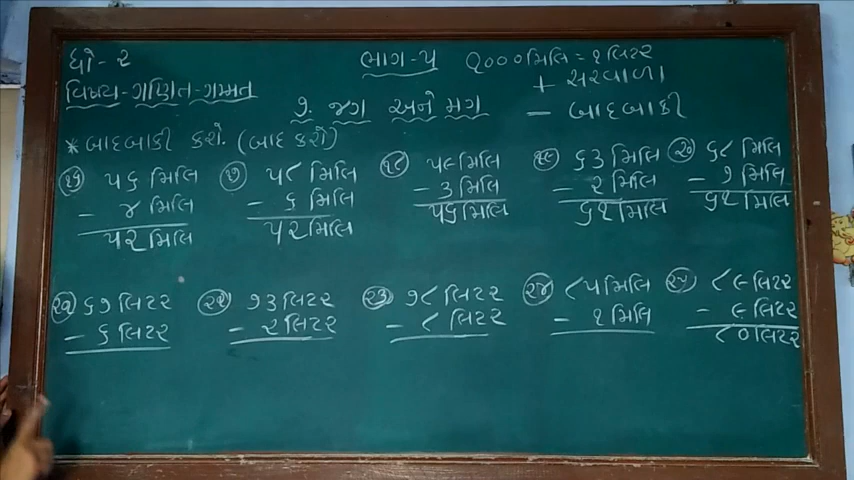 ધો - ૨
ભાગ - ૫
૧૦૦૦ મિલિ = ૧ લિટર
+ સરવાળા
વિષય - ગણિત - ગમ્મત
૭. જગ અને મગ
- બાદબાકી
* બાદબાકી કરો. (બાદ કરો)
૧૬ ૫૬ મિલિ
- ૪ મિલિ
૫૨ મિલિ
૧૭ ૫૮ મિલિ
- ૬ મિલિ
૫૨ મિલિ
૧૮ ૫૯ મિલિ
- ૩ મિલિ
૫૬ મિલિ
૧૯ ૬૩ મિલિ
- ૨ મિલિ
૬૧ મિલિ
૨૦ ૬૮ મિલિ
- ૭ મિલિ
૬૧ મિલિ
૨૧ ૬૭ લિટર
- ૬ લિટર
૨૨ ૭૩ લિટર
- ૨ લિટર
૨૩ ૭૮ લિટર
- ૮ લિટર
૨૪ ૮૫ મિલિ
- ૧ મિલિ
૨૫ ૮૯ લિટર
- ૯ લિટર
૮૦ લિટર